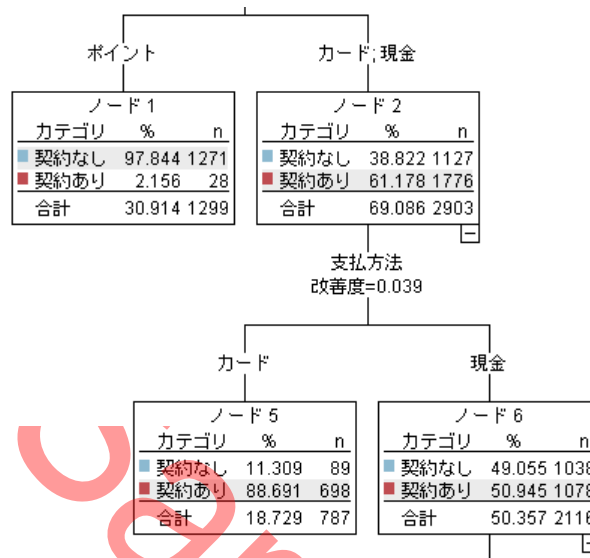 ポイント
カード;現金
ノード 1
カテゴリ % n
契約なし 97.844 1271
契約あり 2.156 28
合計 30.914 1299
ノード 2
カテゴリ % n
契約なし 38.822 1127
契約あり 61.178 1776
合計 69.086 2903
支払方法
改善度=0.039
カード
現金
ノード 5
カテゴリ % n
契約なし 11.309 89
契約あり 88.691 698
合計 18.729 787
ノード 6
カテゴリ % n
契約なし 49.055 1038
契約あり 50.945 1078
合計 50.357 2116